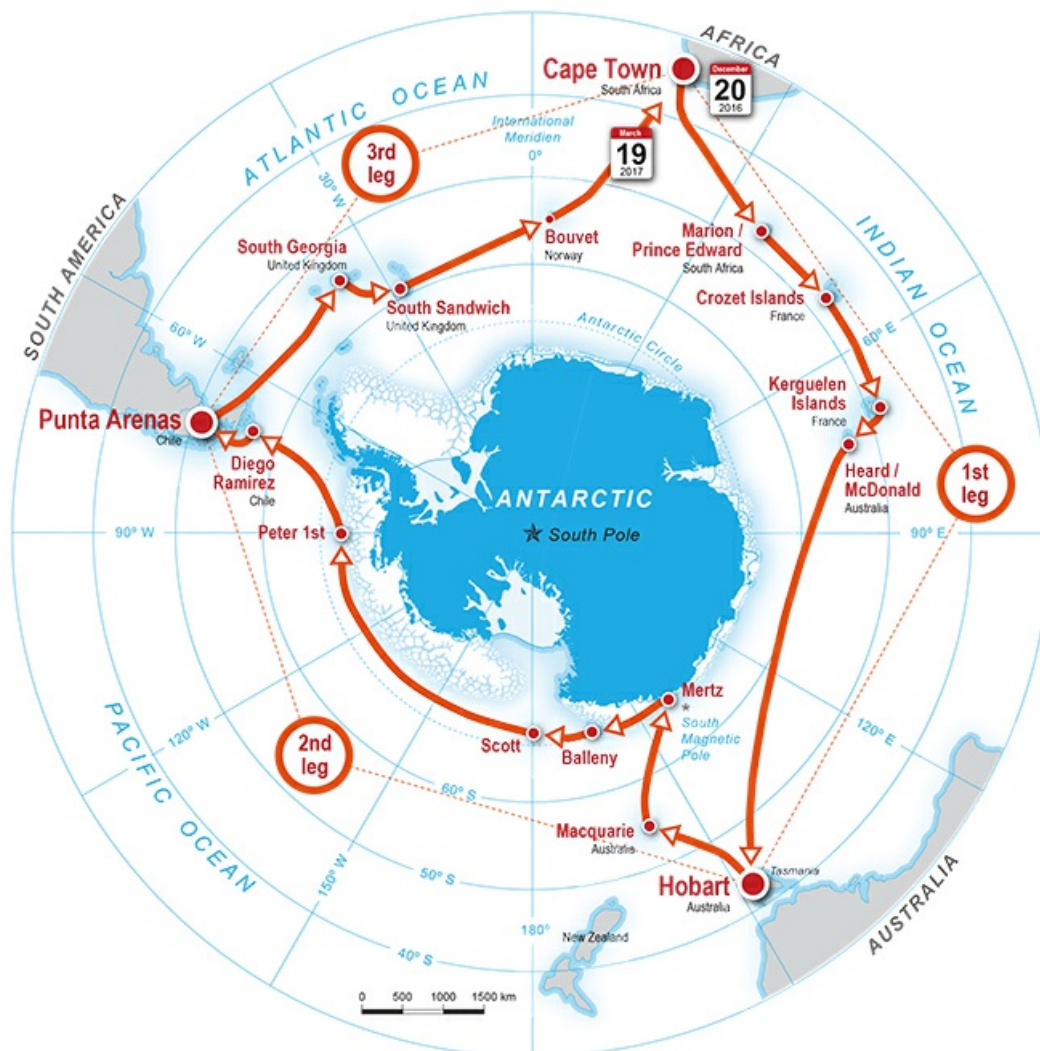 AFRICA
Cape Town
South Africa
December
20
2016
ATLANTIC OCEAN
International
Meridien
0°
March
19
2017
3rd
leg
30° W
SOUTH AMERICA
South Georgia
United Kingdom
Bouvet
Norway
Marion /
Prince Edward
South Africa
INDIAN OCEAN
South Sandwich
United Kingdom
Crozet Islands
France
60° W
Antarctic Circle
60° E
Kerguelen
Islands
France
Punta Arenas
Chile
Diego
Ramirez
Chile
Heard /
McDonald
Australia
1st
leg
ANTARCTIC
90° W
Peter 1st
South Pole
90° E
Mertz
South
Magnetic
Pole
PACIFIC OCEAN
120° W
2nd
leg
Scott
Balleny
120° E
60° S
Macquarie
Australia
150° W
50° S
Hobart
Australia
Tasmania
AUSTRALIA
180°
New Zealand
40° S
0 500 1000 1500 km